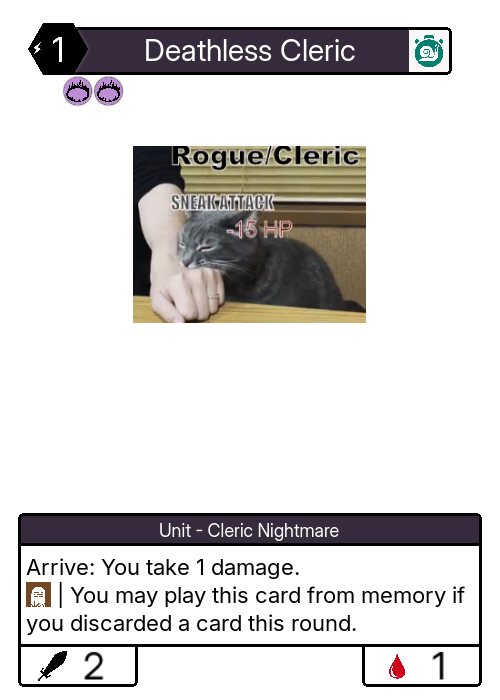 1 Deathless Cleric
Rogue/Cleric
SNEAK ATTACK
-15 HP
Unit - Cleric Nightmare
Arrive: You take 1 damage.
| You may play this card from memory if
you discarded a card this round.
2 1